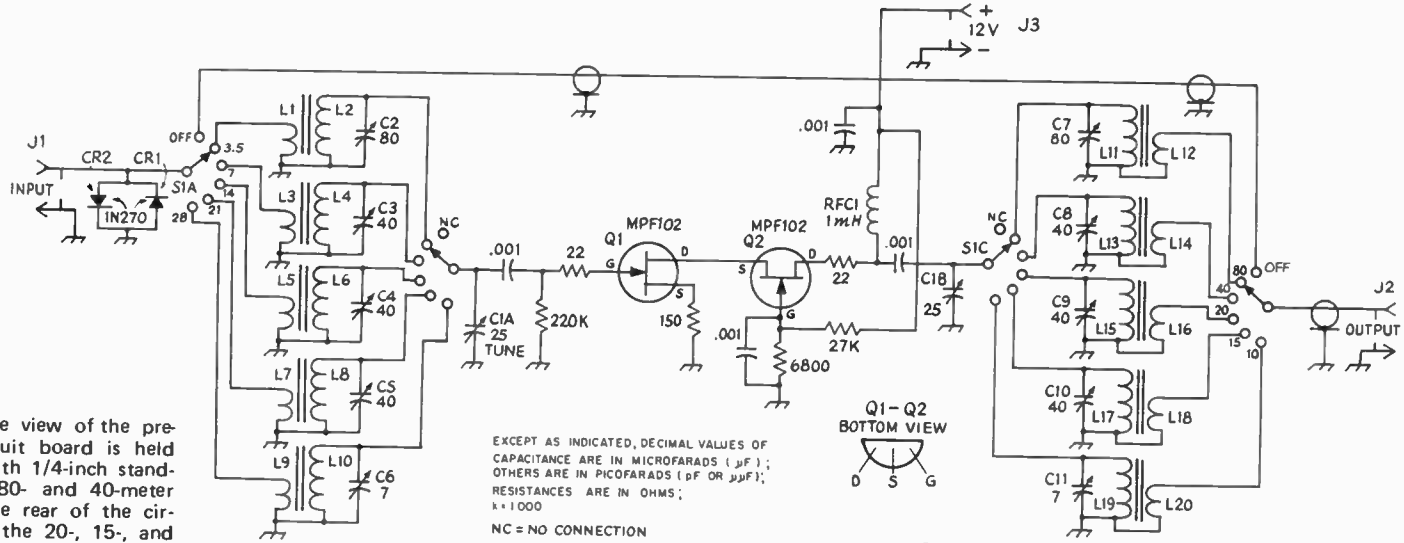 +
12V
J3
−
J1
INPUT
CR2
CR1
1N270
OFF
3.5
7
14
21
28
S1A
L1
L2
C2
80
L3
L4
C3
40
L5
L6
C4
40
L7
L8
C5
40
L9
L10
C6
7
NC
C1A
25
TUNE
.001
220K
22
MPF102
Q1
G
D
S
150
MPF102
Q2
S
D
G
.001
6800
27K
22
.001
RFC1
1mH
.001
C18
25
NC
S1C
C7
80
L11
L12
C8
40
L13
L14
C9
40
L15
L16
C10
40
L17
L18
C11
7
L19
L20
OFF
80
40
20
15
10
J2
OUTPUT
Q1-Q2
BOTTOM VIEW
D S G
EXCEPT AS INDICATED, DECIMAL VALUES OF
CAPACITANCE ARE IN MICROFARADS (µF);
OTHERS ARE IN PICOFARADS (pF OR µµF);
RESISTANCES ARE IN OHMS;
k=1000
NC = NO CONNECTION
e view of the pre-
uit board is held
th 1/4-inch stand-
80- and 40-meter
e rear of the cir-
the 20-, 15-, and